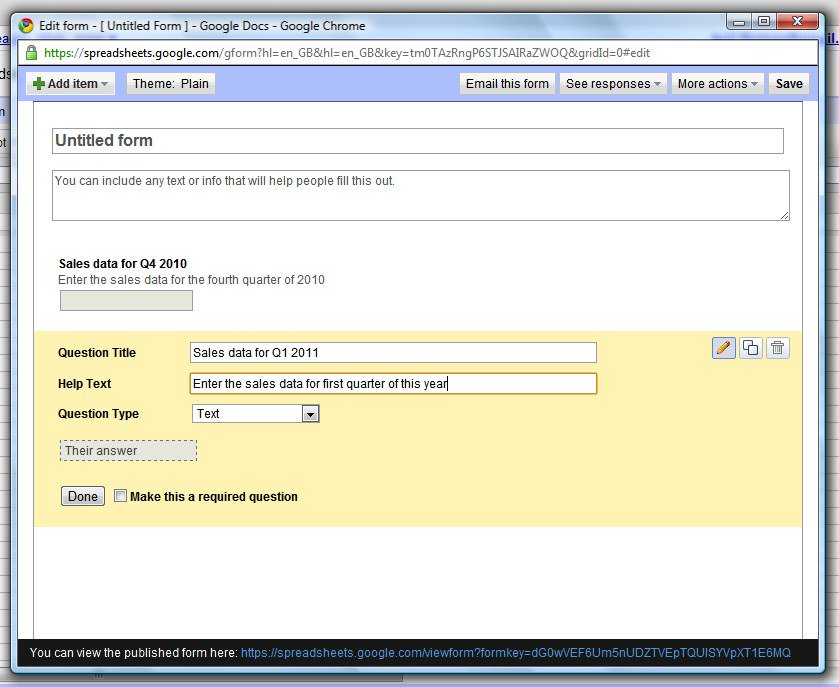 Edit form - [ Untitled Form ] - Google Docs - Google Chrome
https://spreadsheets.google.com/gform?hl=en_GB&hl=en_GB&key=tm0TAzRngP6STJSAIRaZWOQ&gridId=0#edit
Add item Theme: Plain Email this form See responses More actions Save
Untitled form
You can include any text or info that will help people fill this out.
Sales data for Q4 2010
Enter the sales data for the fourth quarter of 2010
Question Title Sales data for Q1 2011
Help Text Enter the sales data for first quarter of this year
Question Type Text
Their answer
Done Make this a required question
You can view the published form here: https://spreadsheets.google.com/viewform?formkey=dG0wVEF6Um5nUDZTVEpTQUlSYVpXT1E6MQ